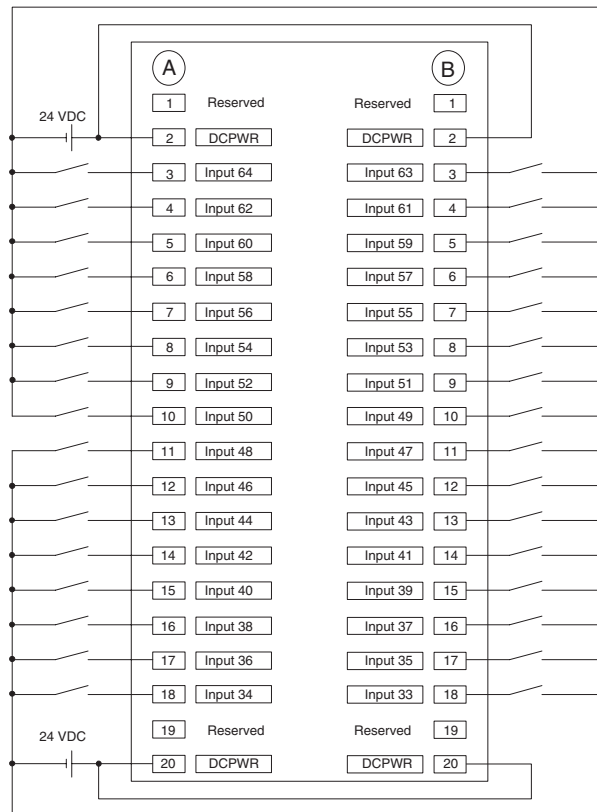 A B
1 Reserved Reserved 1
24 VDC
2 DCPWR DCPWR 2
3 Input 64 Input 63 3
4 Input 62 Input 61 4
5 Input 60 Input 59 5
6 Input 58 Input 57 6
7 Input 56 Input 55 7
8 Input 54 Input 53 8
9 Input 52 Input 51 9
10 Input 50 Input 49 10
11 Input 48 Input 47 11
12 Input 46 Input 45 12
13 Input 44 Input 43 13
14 Input 42 Input 41 14
15 Input 40 Input 39 15
16 Input 38 Input 37 16
17 Input 36 Input 35 17
18 Input 34 Input 33 18
19 Reserved Reserved 19
24 VDC
20 DCPWR DCPWR 20